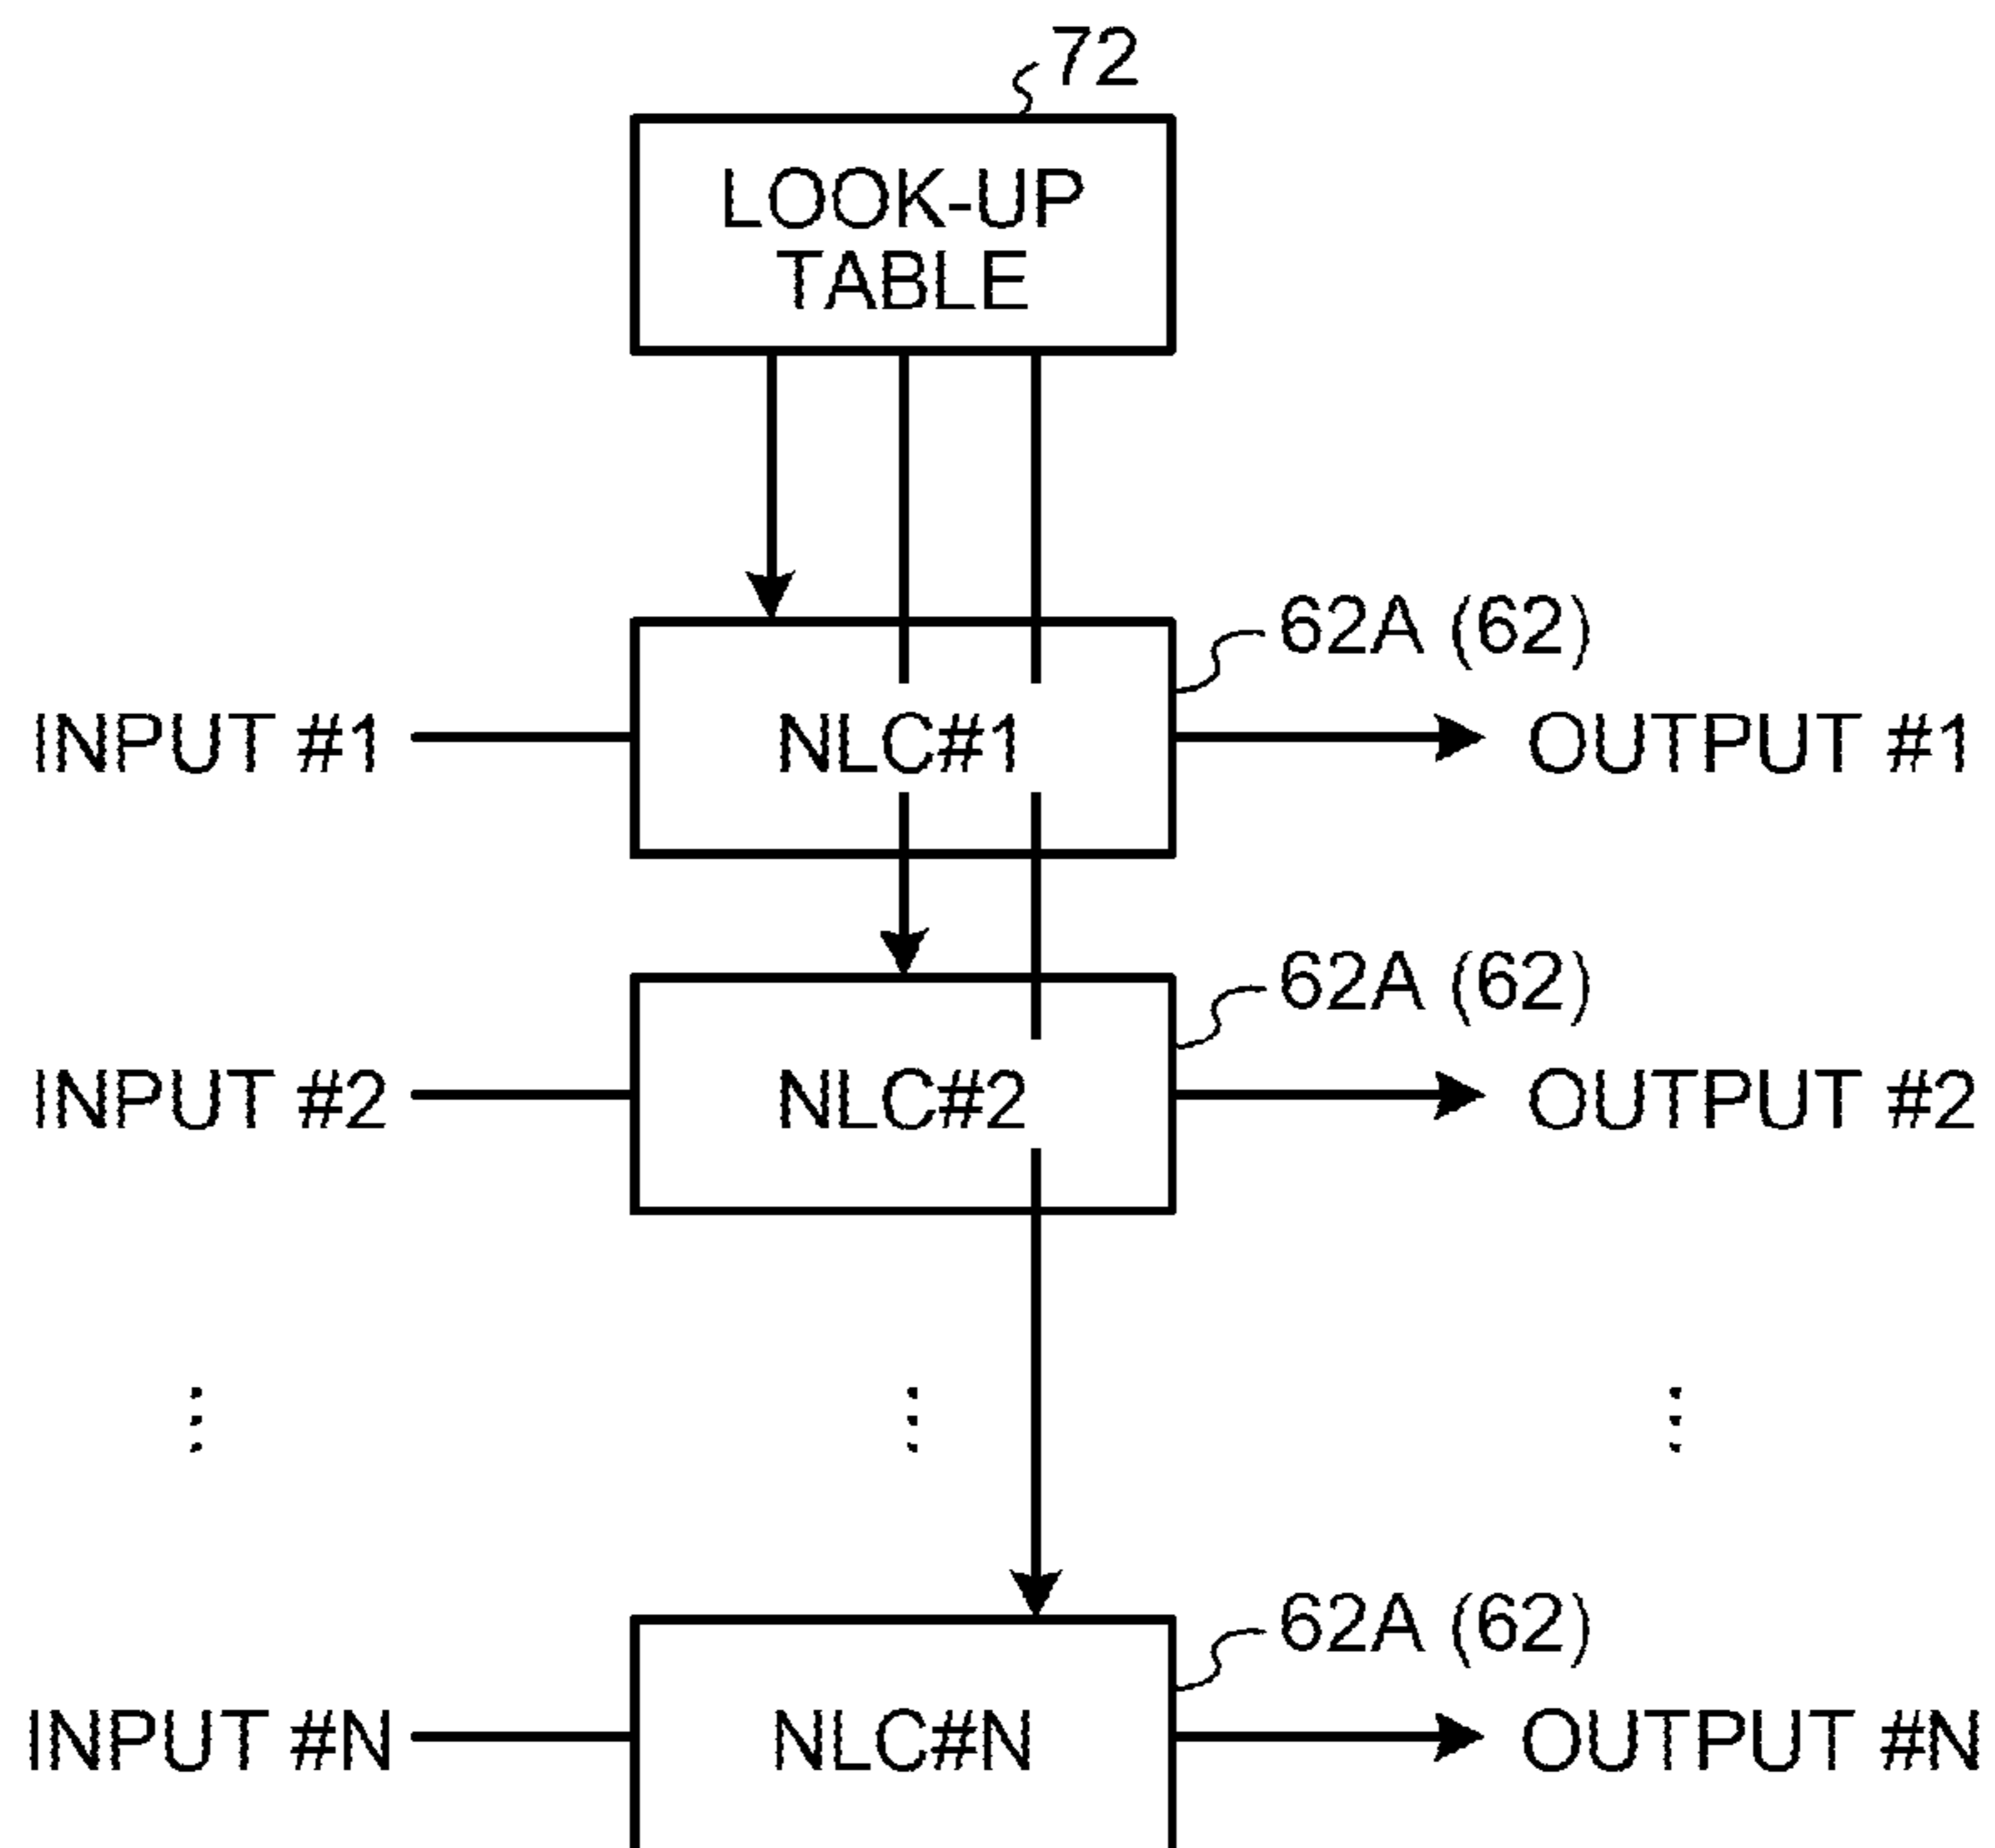 72
LOOK-UP
TABLE
62A (62)
INPUT #1
NLC#1
OUTPUT #1
62A (62)
INPUT #2
NLC#2
OUTPUT #2
62A (62)
INPUT #N
NLC#N
OUTPUT #N